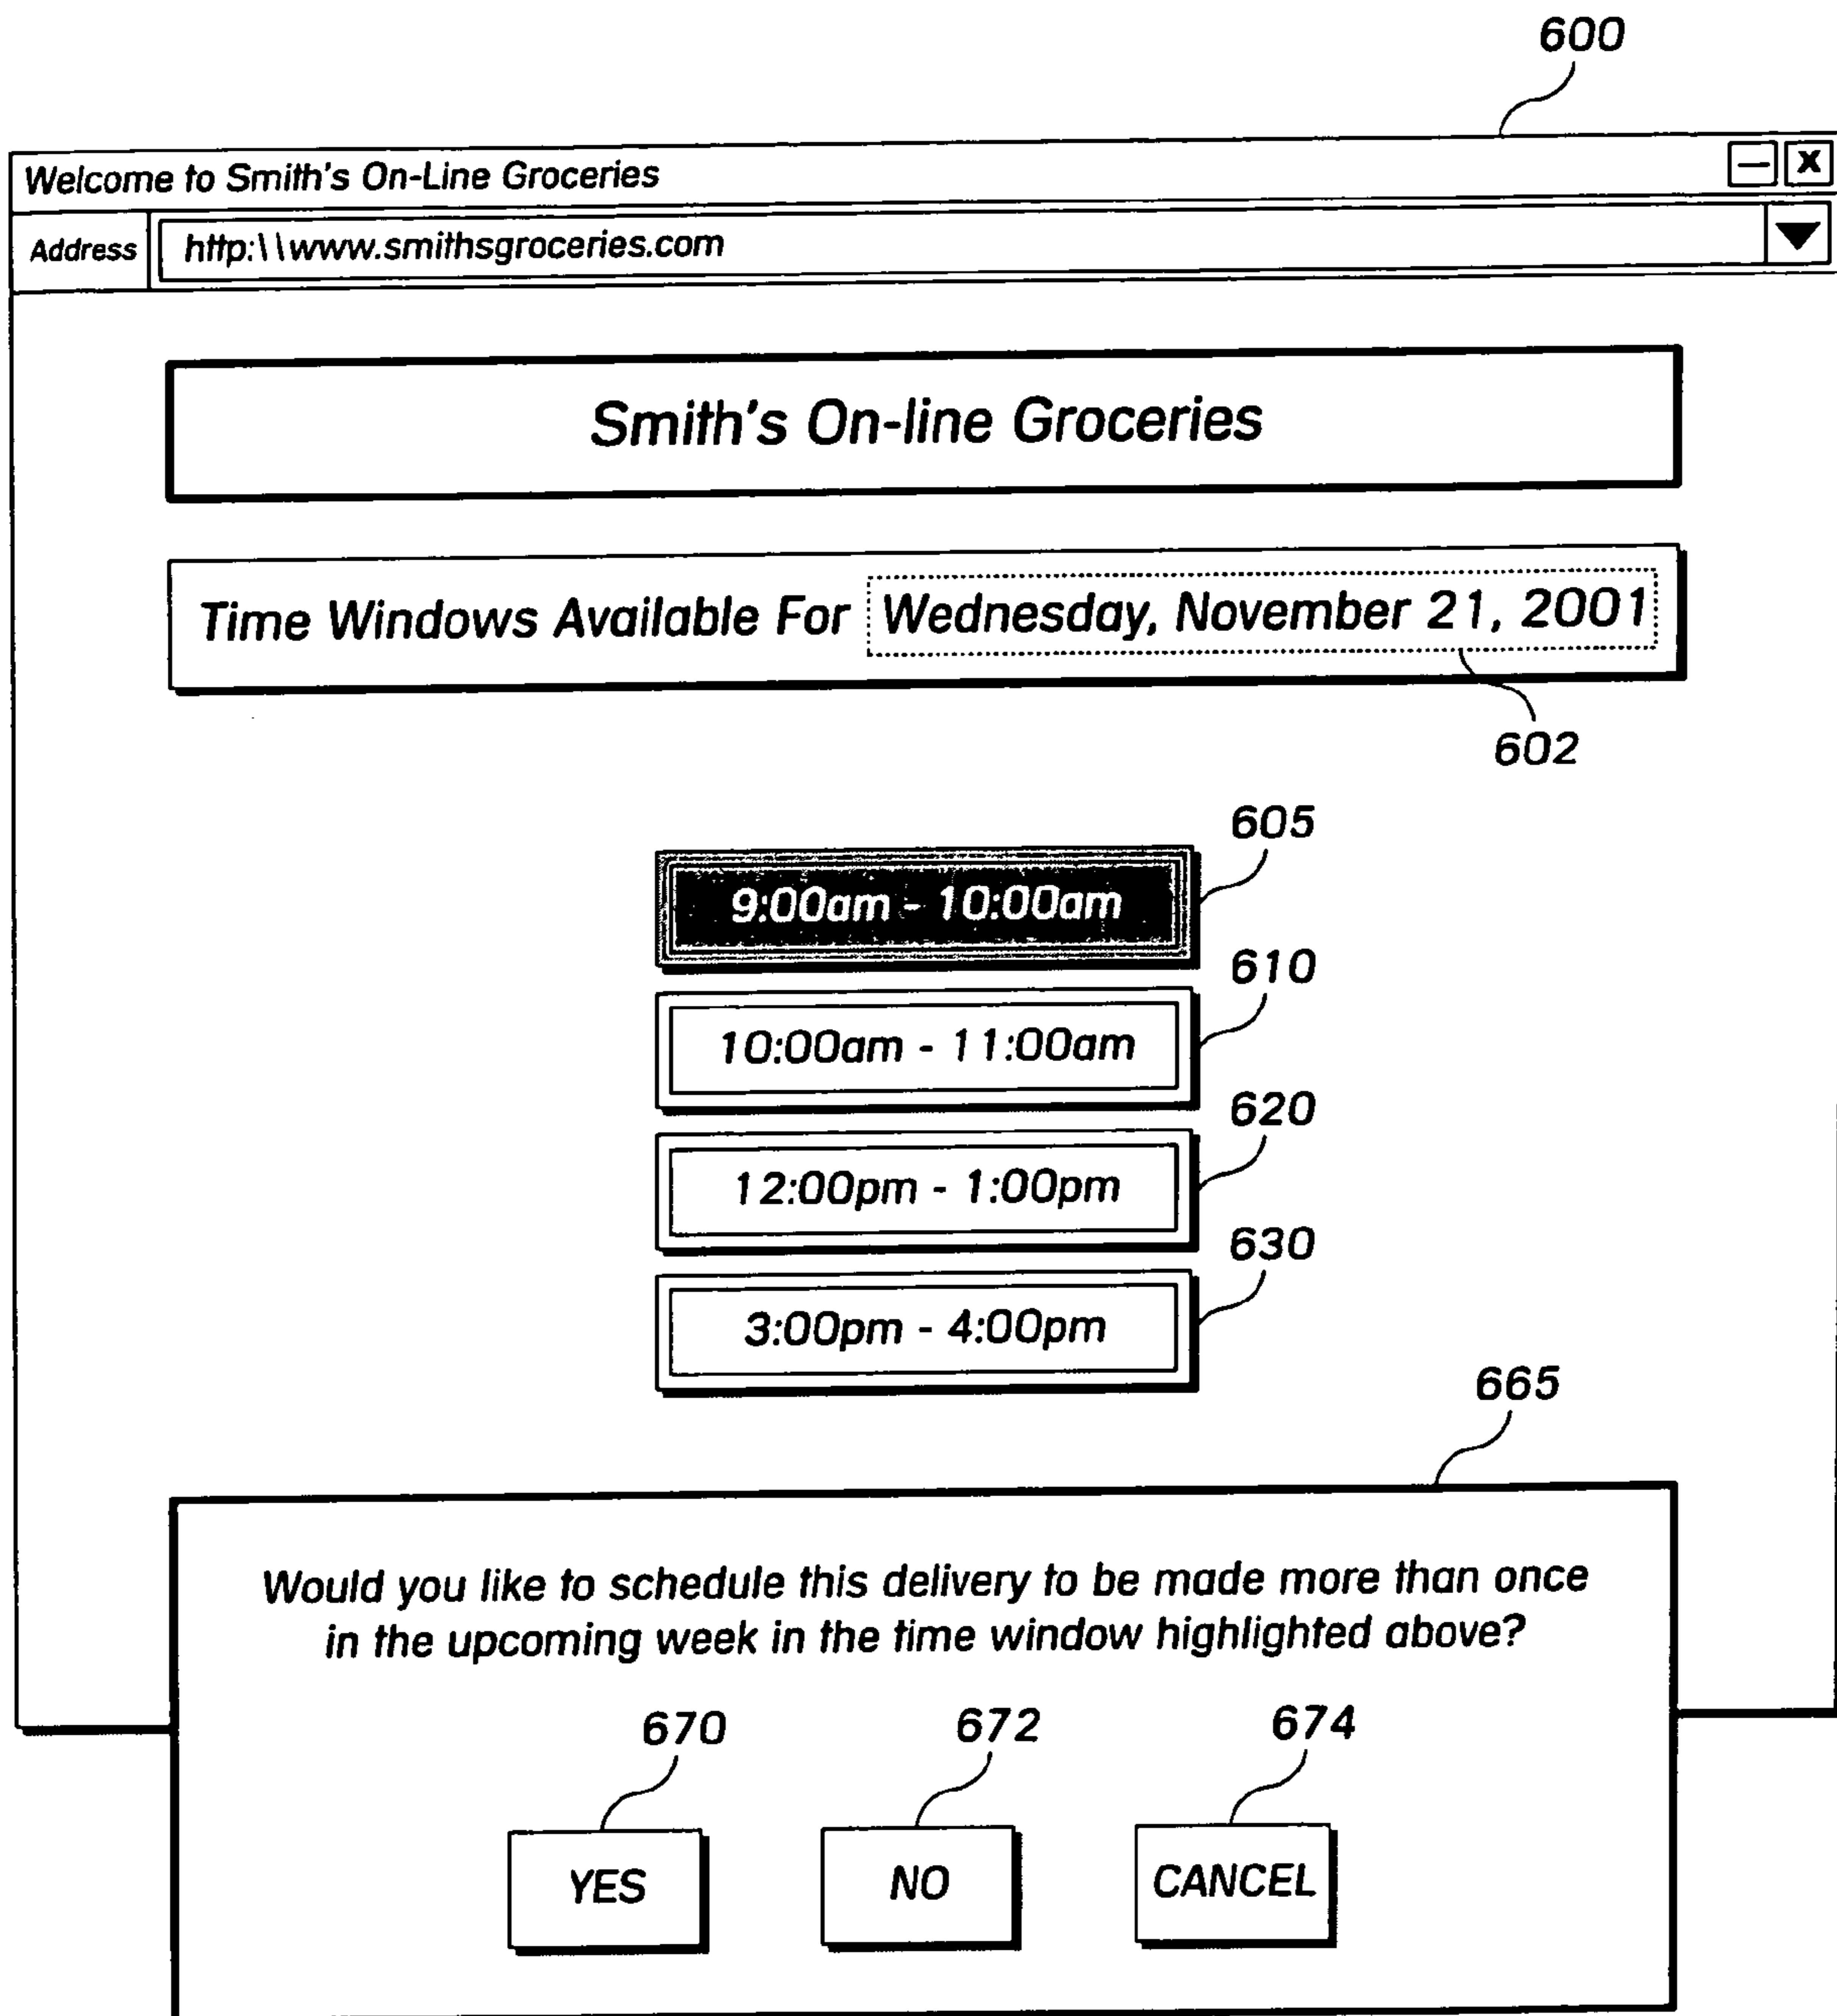 600
Welcome to Smith's On-Line Groceries
Address http:\\www.smithsgroceries.com
Smith's On-line Groceries
Time Windows Available For Wednesday, November 21, 2001
602
605
9:00am - 10:00am
610
10:00am - 11:00am
620
12:00pm - 1:00pm
630
3:00pm - 4:00pm
665
Would you like to schedule this delivery to be made more than once
in the upcoming week in the time window highlighted above?
670 672 674
YES NO CANCEL